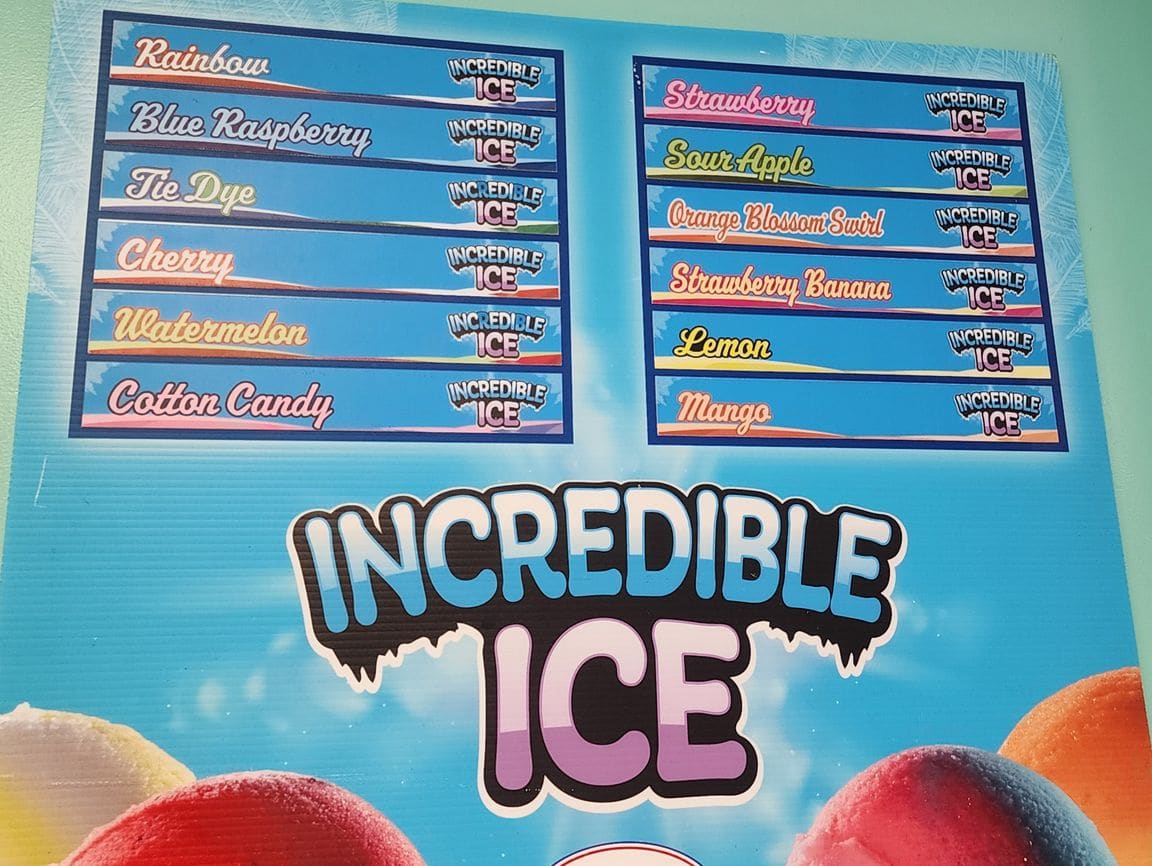 Rainbow
INCREDIBLE
ICE
Blue Raspberry
INCREDIBLE
ICE
Tie Dye
INCREDIBLE
ICE
Cherry
INCREDIBLE
ICE
Watermelon
INCREDIBLE
ICE
Cotton Candy
INCREDIBLE
ICE
Strawberry
INCREDIBLE
ICE
Sour Apple
INCREDIBLE
ICE
Orange Blossom Swirl
INCREDIBLE
ICE
Strawberry Banana
INCREDIBLE
ICE
Lemon
INCREDIBLE
ICE
Mango
INCREDIBLE
ICE
INCREDIBLE
ICE